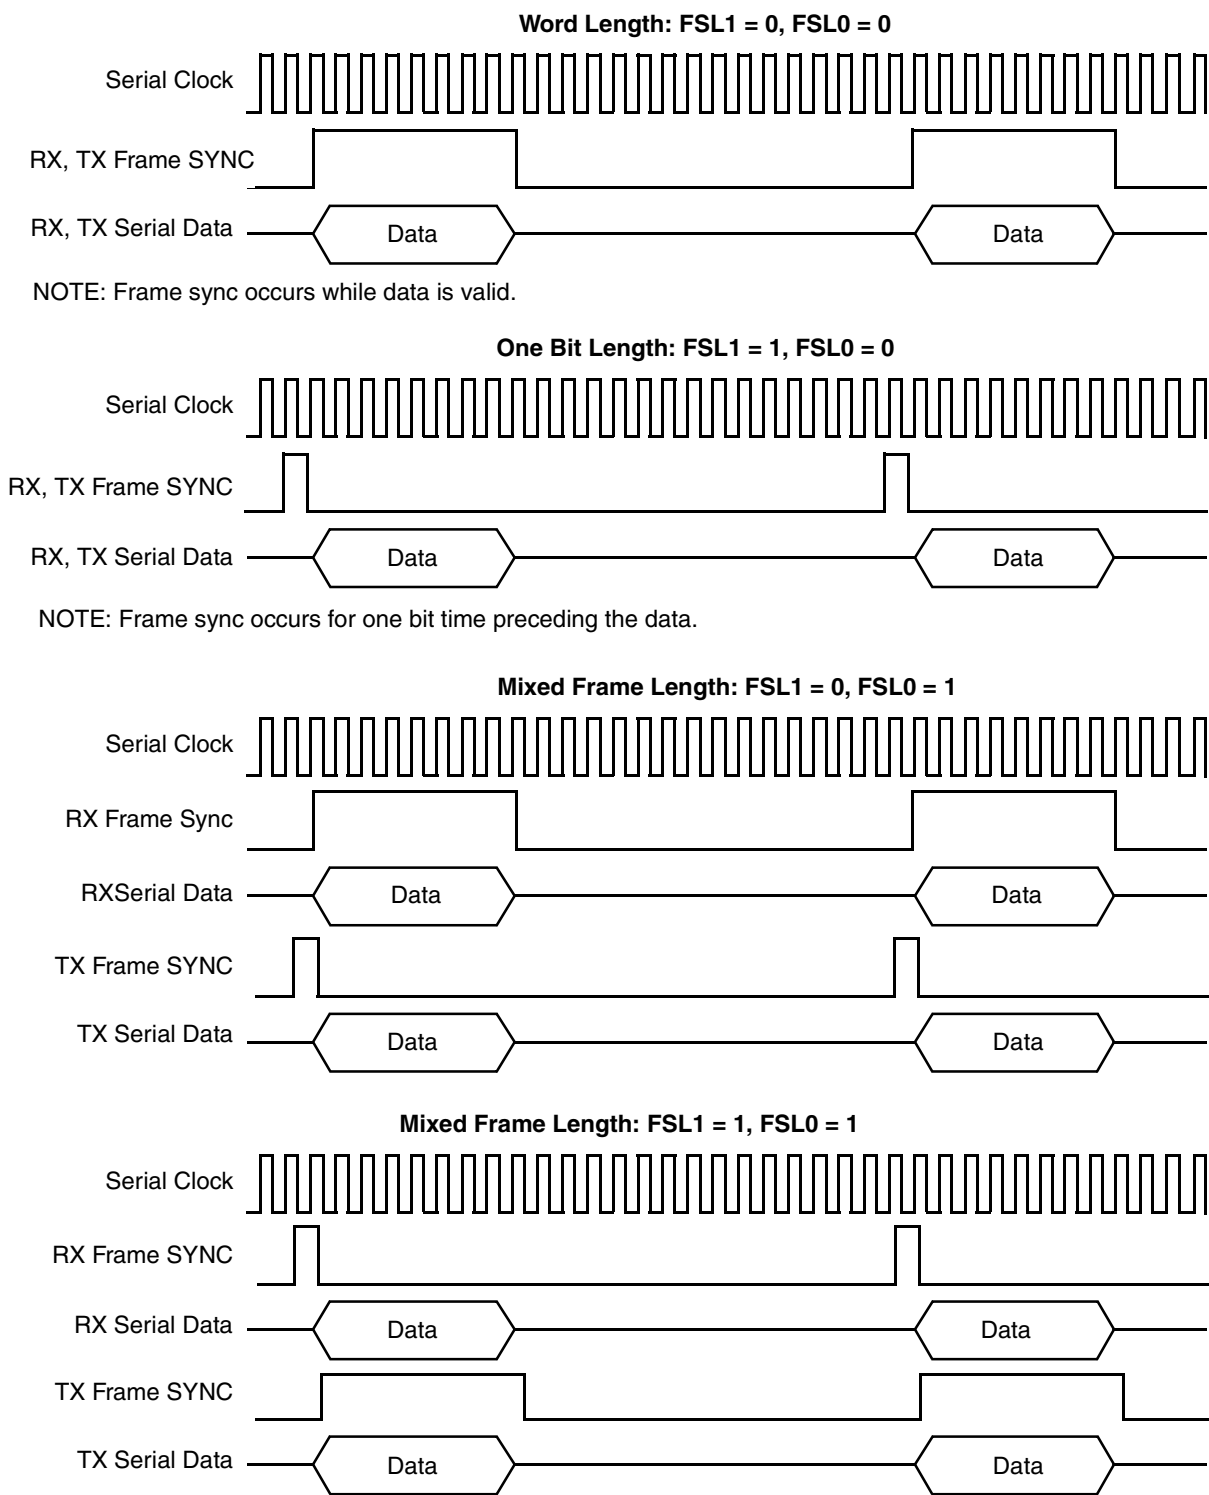 Word Length: FSL1 = 0, FSL0 = 0
Serial Clock
RX, TX Frame SYNC
RX, TX Serial Data
Data
Data
NOTE: Frame sync occurs while data is valid.
One Bit Length: FSL1 = 1, FSL0 = 0
Serial Clock
RX, TX Frame SYNC
RX, TX Serial Data
Data
Data
NOTE: Frame sync occurs for one bit time preceding the data.
Mixed Frame Length: FSL1 = 0, FSL0 = 1
Serial Clock
RX Frame Sync
RXSerial Data
Data
Data
TX Frame SYNC
TX Serial Data
Data
Data
Mixed Frame Length: FSL1 = 1, FSL0 = 1
Serial Clock
RX Frame SYNC
RX Serial Data
Data
Data
TX Frame SYNC
TX Serial Data
Data
Data